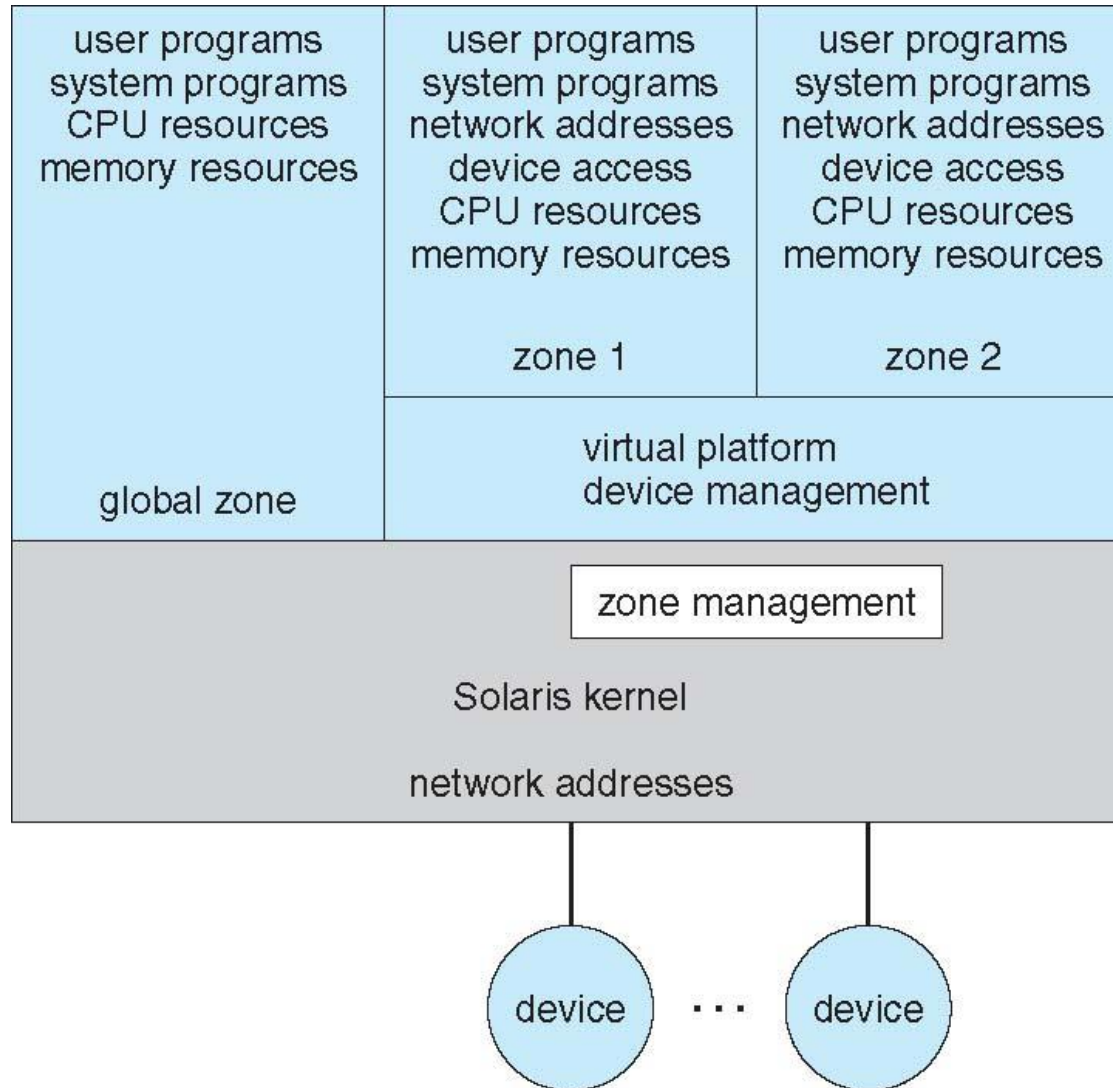 user programs
system programs
CPU resources
memory resources
global zone
user programs
system programs
network addresses
device access
CPU resources
memory resources
zone 1
user programs
system programs
network addresses
device access
CPU resources
memory resources
zone 2
virtual platform
device management
zone management
Solaris kernel
network addresses
device
...
device